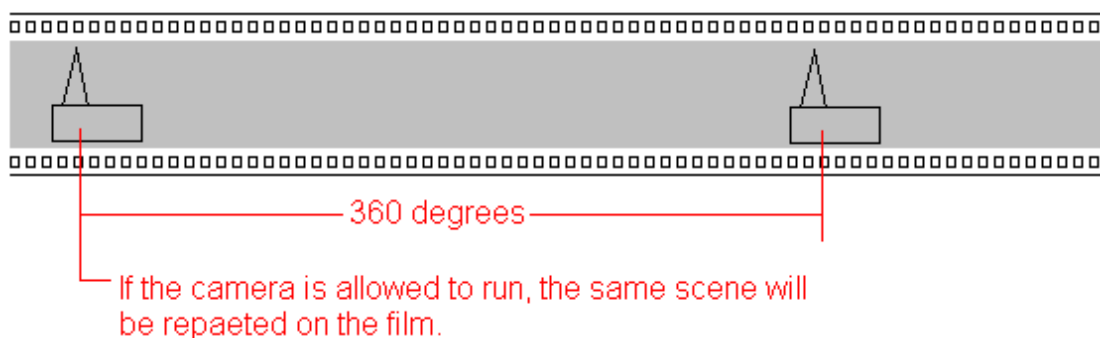 360 degrees
If the camera is allowed to run, the same scene will
be repaeted on the film.